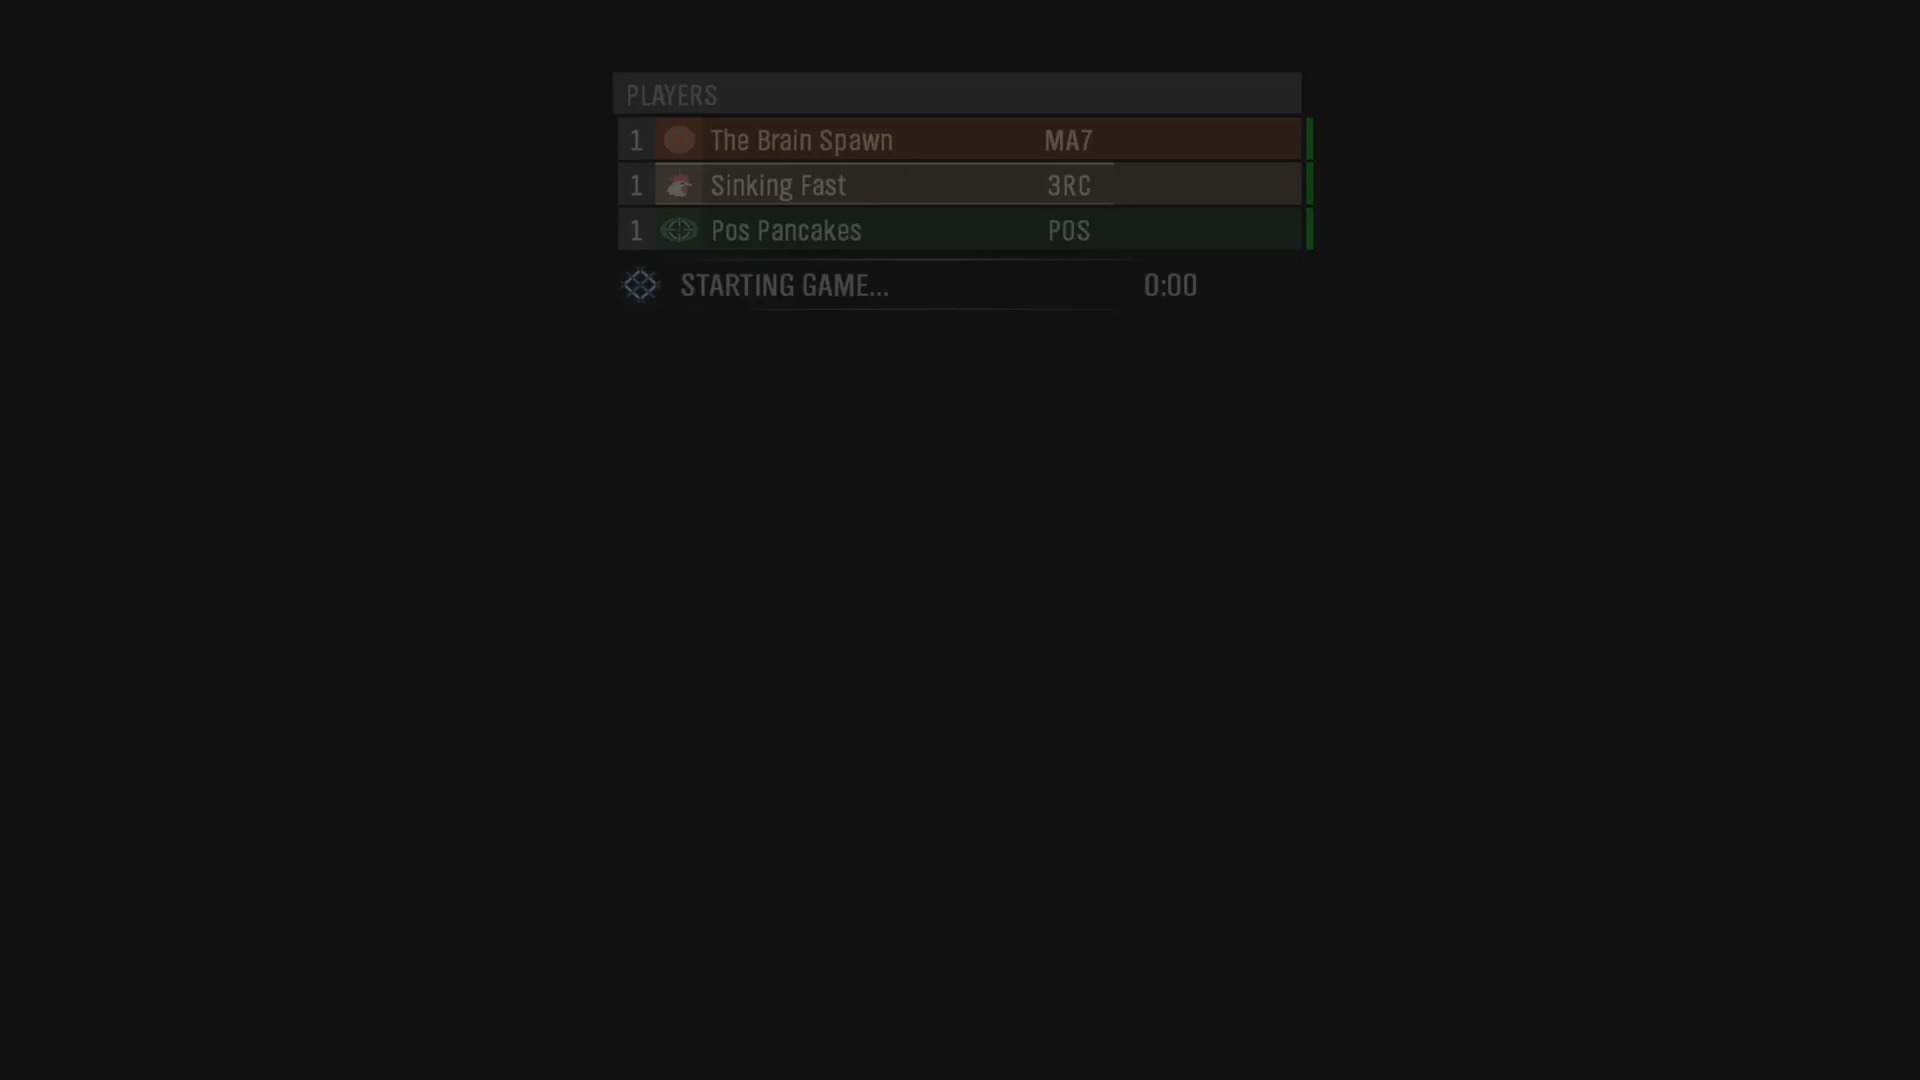 PLAYERS
1 The Brain Spawn MA7
1 Sinking Fast 3RC
1 Pos Pancakes POS
STARTING GAME... 0:00